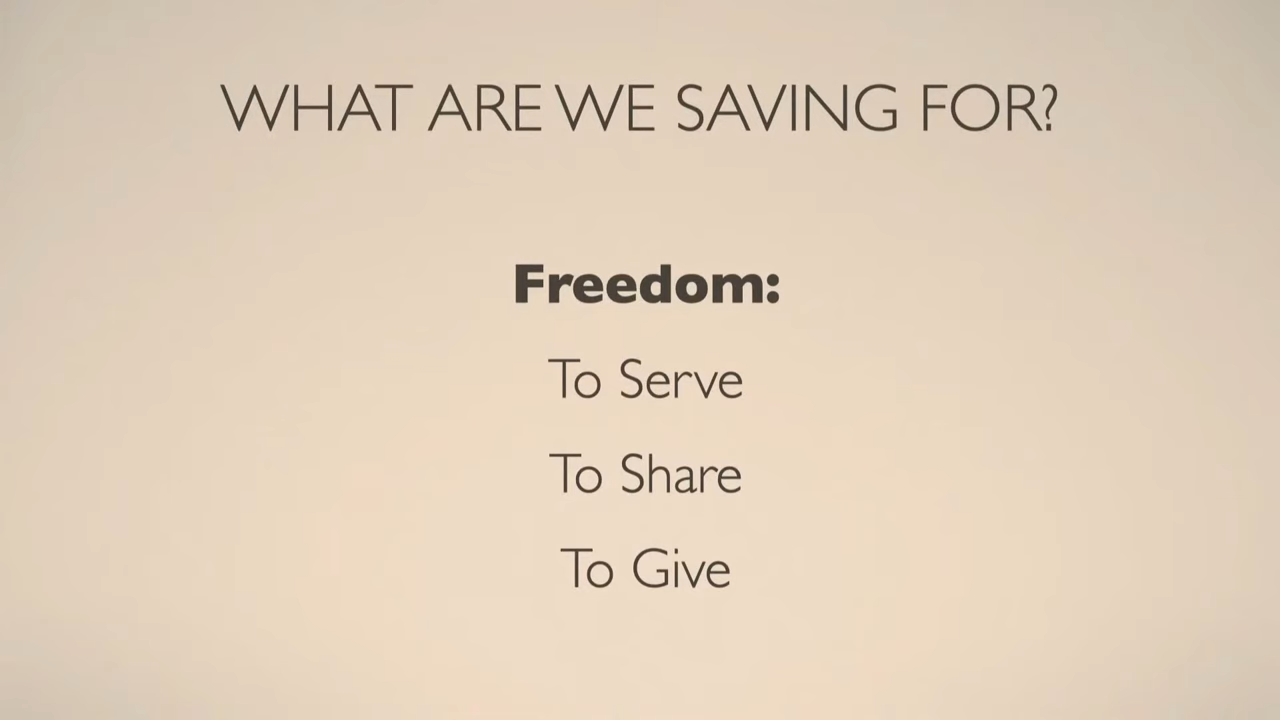 WHAT ARE WE SAVING FOR?
Freedom:
To Serve
To Share
To Give